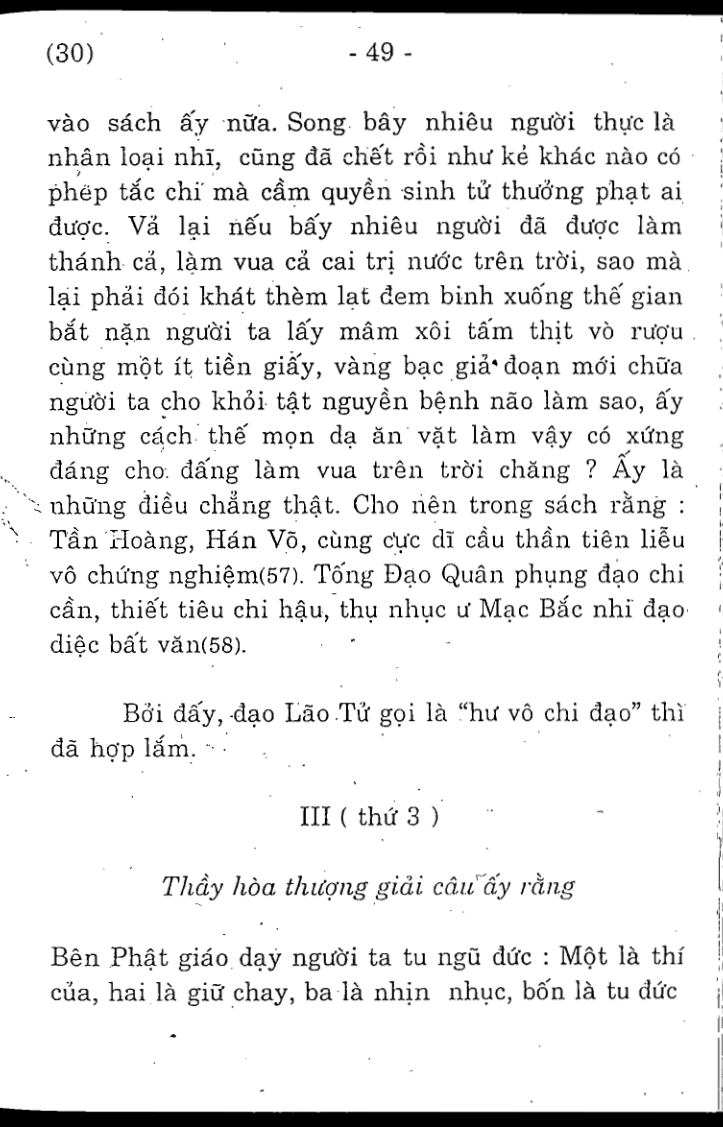 (30) - 49 -
vào sách ấy nữa. Song bây nhiêu người thực là
nhân loại nhĩ, cũng đã chết rồi như kẻ khác nào có
phép tắc chi mà cầm quyền sinh tử thưởng phạt ai
được. Vả lại nếu bấy nhiêu người đã được làm
thánh cả, làm vua cả cai trị nước trên trời, sao mà
lại phải đói khát thèm lạt đem binh xuống thế gian
bắt nặn người ta lấy mâm xôi tấm thịt vò rượu
cùng một ít tiền giấy, vàng bạc giả đoạn mới chữa
người ta cho khỏi tật nguyền bệnh não làm sao, ấy
những cách thế mọn dạ ăn vặt làm vậy có xứng
đáng cho đấng làm vua trên trời chăng ? Ấy là
những điều chẳng thật. Cho nên trong sách rằng :
Tần Hoàng, Hán Võ, cùng cực dĩ cầu thần tiên liễu
vô chứng nghiệm(57). Tống Đạo Quân phụng đạo chi
cần, thiết tiêu chi hậu, thụ nhục ư Mạc Bắc nhi đạo
diệc bất văn(58).
Bởi đấy, đạo Lão Tử gọi là “hư vô chi đạo” thì
đã hợp lắm.
III ( thứ 3 )
Thầy hòa thượng giải câu ấy rằng
Bên Phật giáo dạy người ta tu ngũ đức : Một là thí
của, hai là giữ chay, ba là nhịn nhục, bốn là tu đức